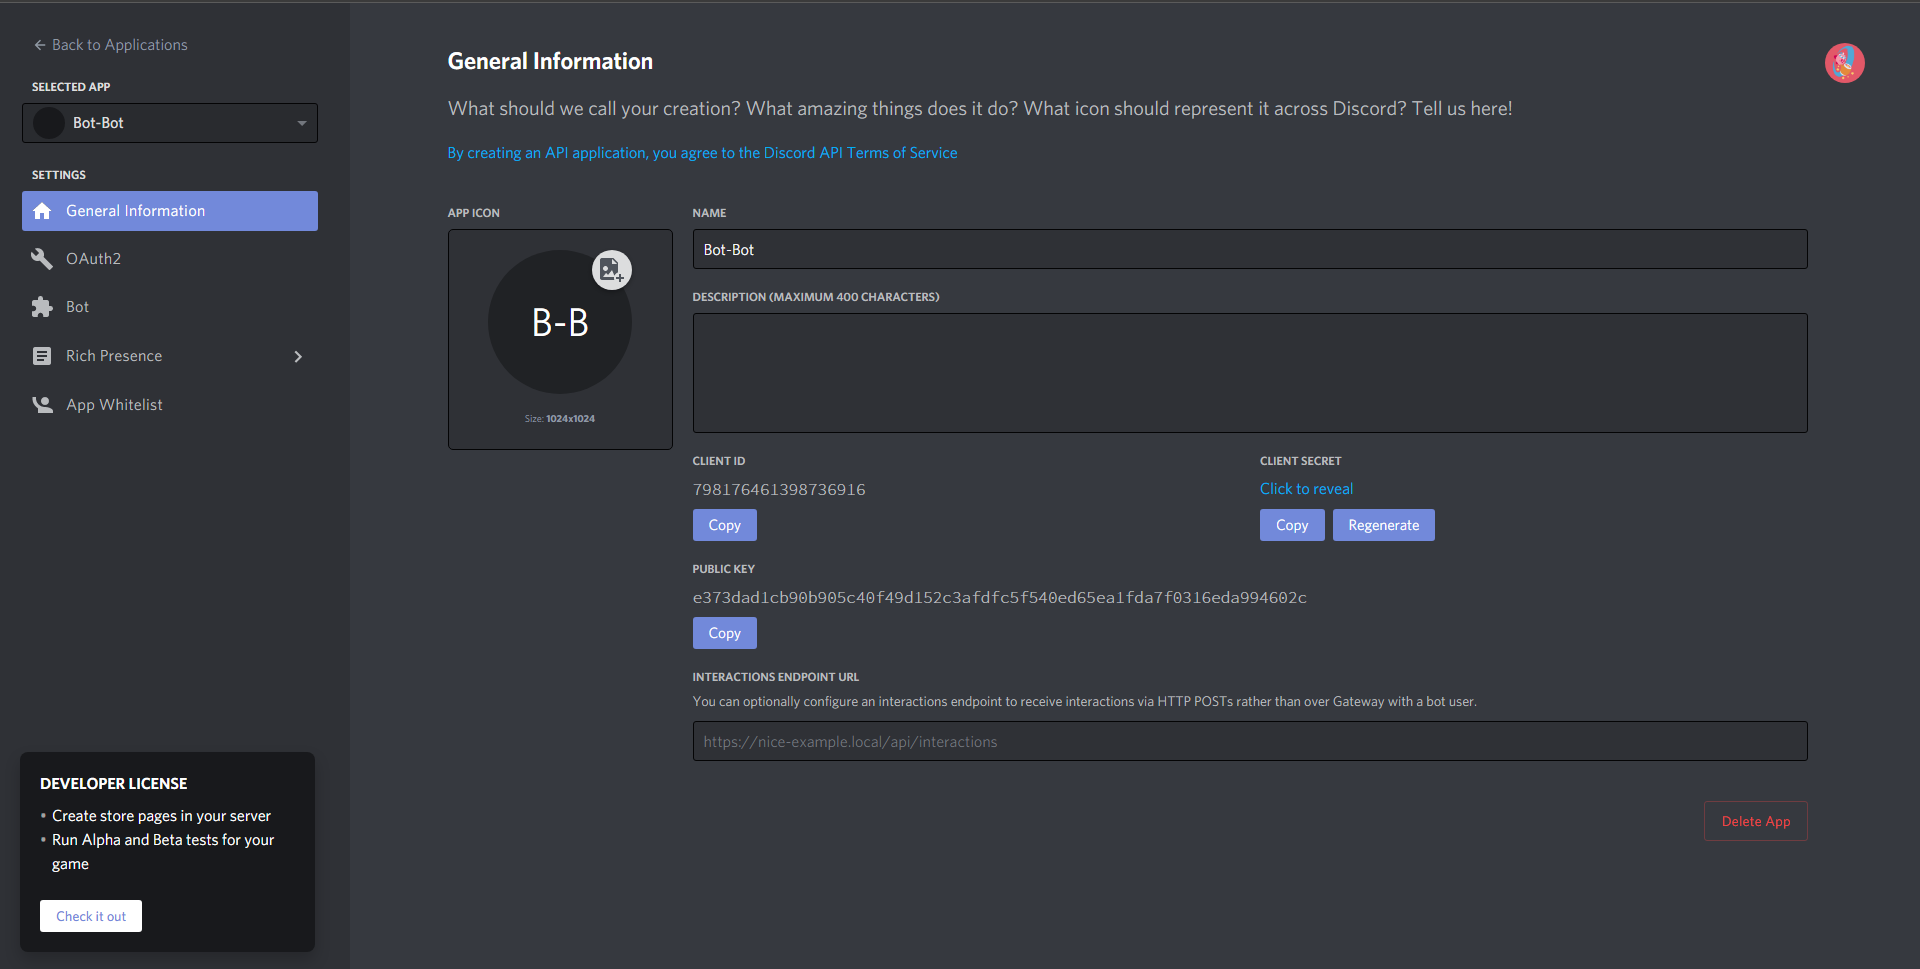 Back to Applications
SELECTED APP
Bot-Bot
SETTINGS
General Information
OAuth2
Bot
Rich Presence
App Whitelist
DEVELOPER LICENSE
• Create store pages in your server
• Run Alpha and Beta tests for your
game
Check it out
General Information
What should we call your creation? What amazing things does it do? What icon should represent it across Discord? Tell us here!
By creating an API application, you agree to the Discord API Terms of Service
APP ICON
B-B
Size: 1024x1024
NAME
Bot-Bot
DESCRIPTION (MAXIMUM 400 CHARACTERS)
CLIENT ID
798176461398736916
Copy
CLIENT SECRET
Click to reveal
Copy Regenerate
PUBLIC KEY
e373dad1cb90b905c40f49d152c3afdfc5f540ed65ea1fda7f0316eda994602c
Copy
INTERACTIONS ENDPOINT URL
You can optionally configure an interactions endpoint to receive interactions via HTTP POSTs rather than over Gateway with a bot user.
https://nice-example.local/api/interactions
Delete App